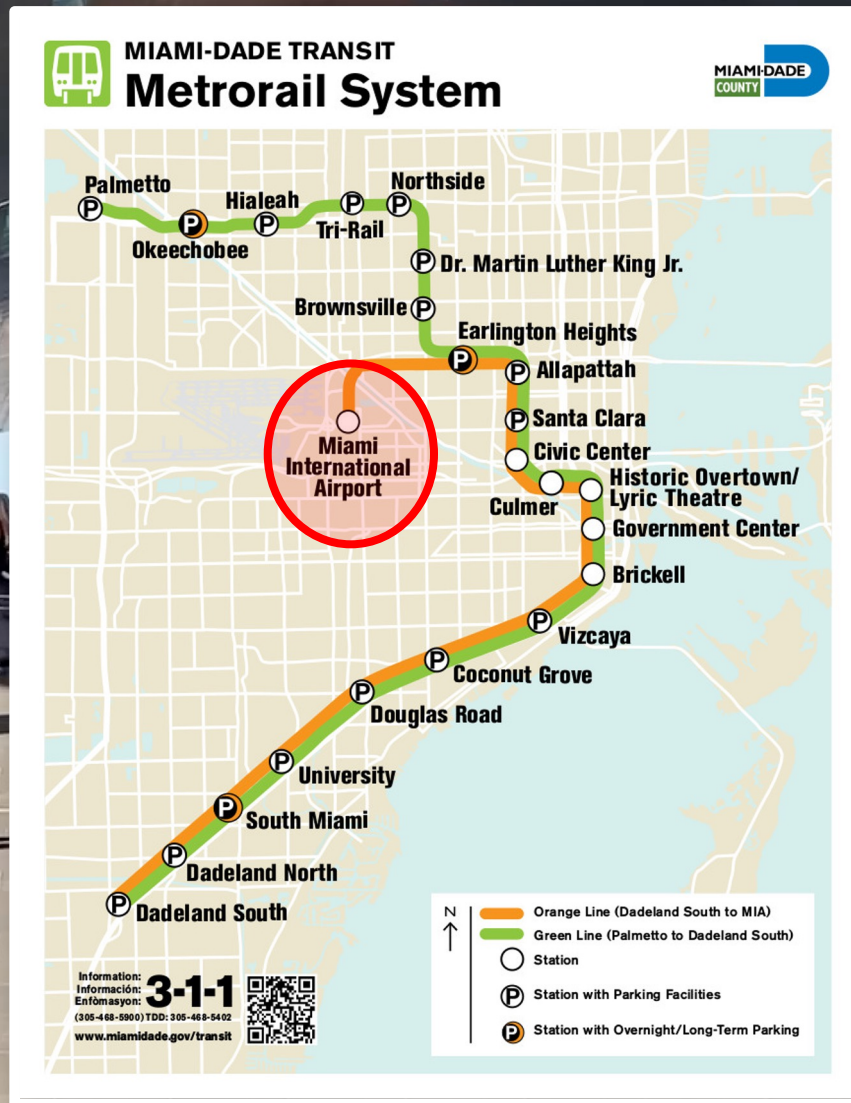 MIAMI-DADE TRANSIT
Metrorail System
MIAMI-DADE
COUNTY
Palmetto
Okeechobee
Hialeah
Tri-Rail
Northside
Dr. Martin Luther King Jr.
Brownsville
Earlington Heights
Allapattah
Santa Clara
Civic Center
Culmer
Historic Overtown/
Lyric Theatre
Government Center
Brickell
Miami
International
Airport
Vizcaya
Coconut Grove
Douglas Road
University
South Miami
Dadeland North
Dadeland South
N
Orange Line (Dadeland South to MIA)
Green Line (Palmetto to Dadeland South)
Station
P Station with Parking Facilities
P Station with Overnight/Long-Term Parking
Information:
Información:
Enfòmasyon:
3-1-1
(305-468-5900) TDD: 305-468-5402
www.miamidade.gov/transit